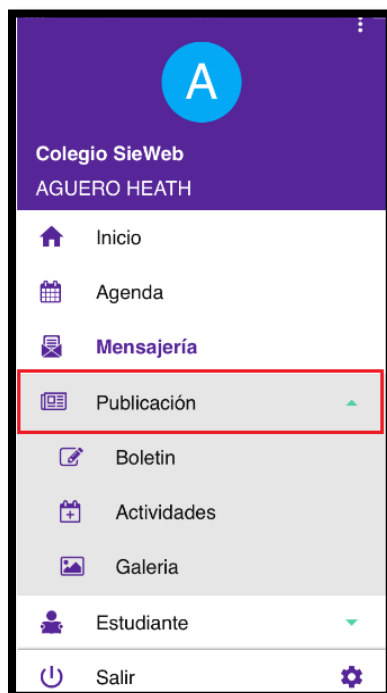 A
Colegio SieWeb
AGUERO HEATH
Inicio
Agenda
Mensajería
Publicación
Boletin
Actividades
Galeria
Estudiante
Salir